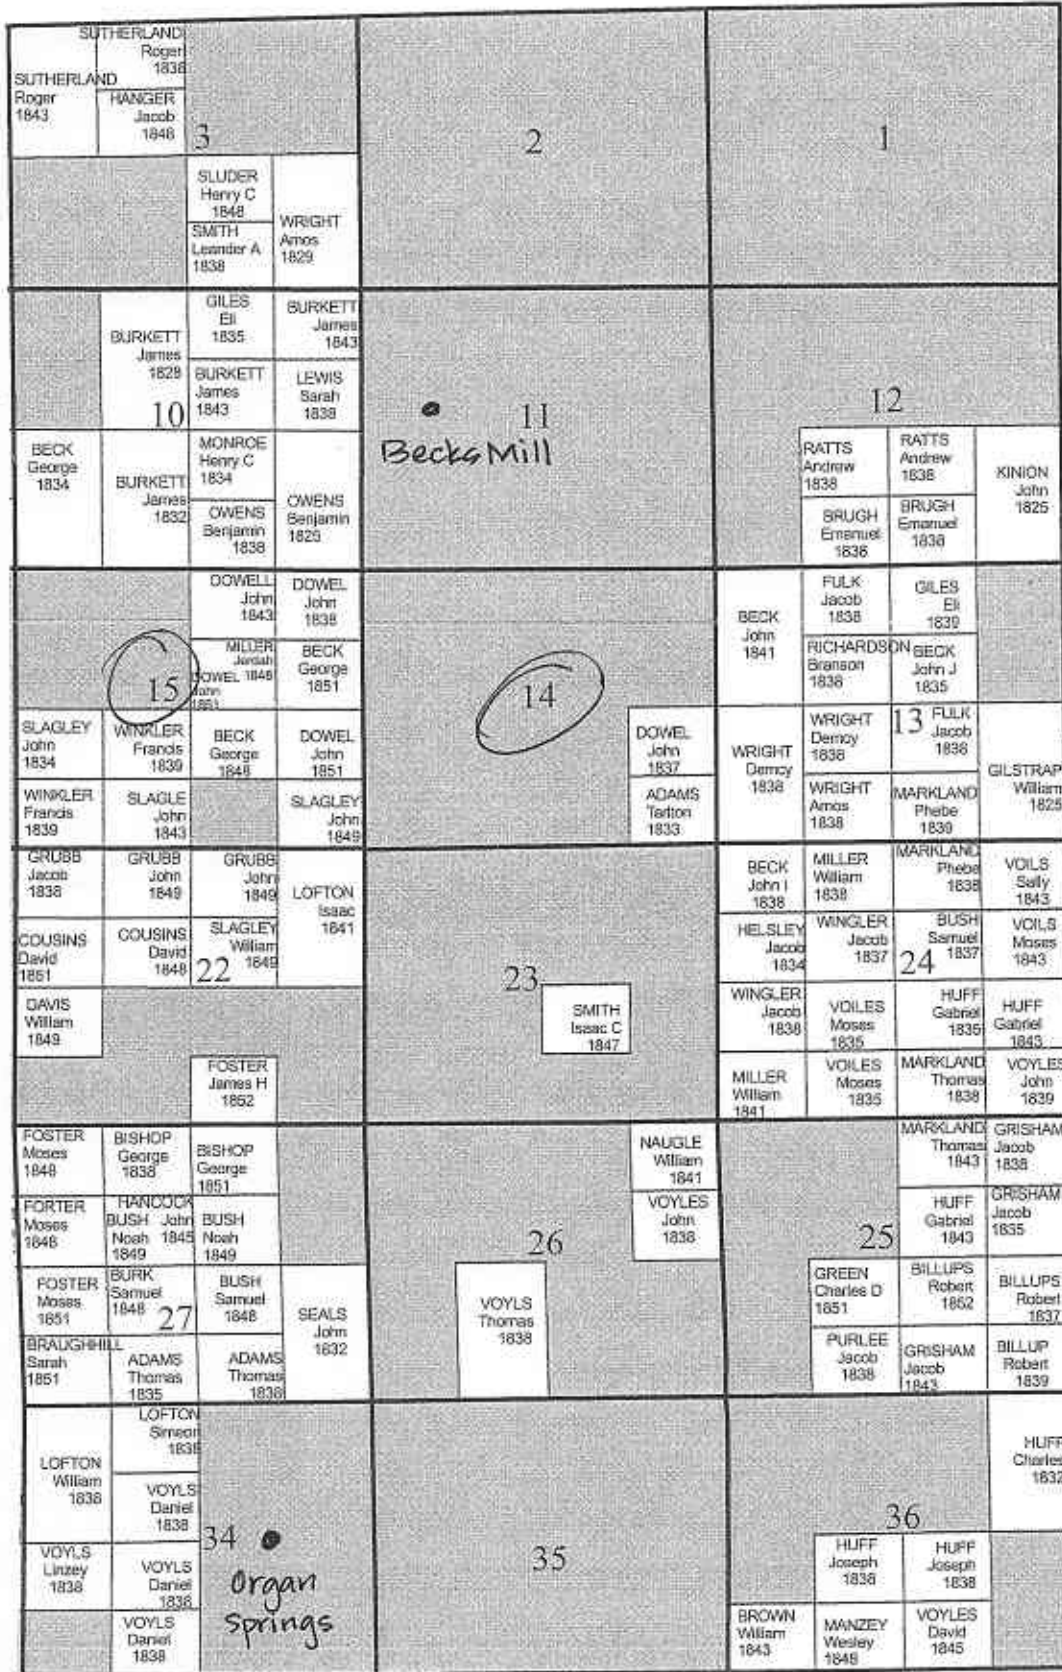 SUTHERLAND
Roger
1838
SUTHERLAND
Roger
1843
HANGER
Jacob
1848
3
2
1
SLUDER
Henry C
1848
SMITH
Leander A
1838
WRIGHT
Amos
1829
BURKETT
James
1828
GILES
Eli
1835
BURKETT
James
1843
BURKETT
James
1843
LEWIS
Sarah
1839
10
11
12
Becks Mill
BECK
George
1834
BURKETT
James
1832
MONROE
Henry C
1834
OWENS
Benjamin
1838
OWENS
Benjamin
1829
RATTS
Andrew
1838
RATTS
Andrew
1838
KINION
John
1825
BRUGH
Emanuel
1838
BRUGH
Emanuel
1838
DOWELL
John
1843
DOWEL
John
1838
MILLER
Jordah
1848
DOWEL
John
1851
BECK
George
1851
15
14
BECK
John
1841
FULK
Jacob
1838
GILES
Eli
1839
RICHARDSON
Branson
1838
BECK
John J
1835
SLAGLEY
John
1834
WINKLER
Francis
1839
BECK
George
1848
DOWEL
John
1851
WINKLER
Francis
1839
SLAGLE
John
1843
SLAGLEY
John
1849
DOWEL
John
1837
ADAMS
Tarlton
1833
WRIGHT
Demcy
1838
WRIGHT
Demcy
1838
13
FULK
Jacob
1838
GILSTRAP
William
1825
WRIGHT
Amos
1838
MARKLAND
Phebe
1839
GRUBB
Jacob
1838
GRUBB
John
1849
GRUBB
John
1849
LOFTON
Isaac
1841
COUSINS
David
1851
COUSINS
David
1848
SLAGLEY
William
1849
22
DAVIS
William
1849
FOSTER
James H
1852
23
SMITH
Isaac C
1847
BECK
John I
1838
MILLER
William
1838
MARKLAND
Phebe
1838
VOILS
Sally
1843
HELSLEY
Jacob
1834
WINGLER
Jacob
1837
BUSH
Samuel
1837
24
VOILS
Moses
1843
WINGLER
Jacob
1838
VOILES
Moses
1835
HUFF
Gabriel
1835
HUFF
Gabriel
1843
MILLER
William
1841
VOILES
Moses
1835
MARKLAND
Thomas
1838
VOYLES
John
1839
FOSTER
Moses
1848
BISHOP
George
1838
BISHOP
George
1851
FORTER
Moses
1848
HANCOCK
John
1845
BUSH
Noah
1849
BUSH
Noah
1849
FOSTER
Moses
1851
BURK
Samuel
1848
27
BUSH
Samuel
1848
SEALS
John
1832
BRAUGHHILL
Sarah
1851
ADAMS
Thomas
1835
ADAMS
Thomas
1838
NAUGLE
William
1841
VOYLES
John
1838
26
VOYLS
Thomas
1838
MARKLAND
Thomas
1843
GRISHAM
Jacob
1838
HUFF
Gabriel
1843
GRISHAM
Jacob
1835
25
GREEN
Charles D
1851
BILLUPS
Robert
1852
BILLUPS
Robert
1837
PURLEE
Jacob
1838
GRISHAM
Jacob
1843
BILLUP
Robert
1839
LOFTON
William
1838
LOFTON
Simeon
1838
VOYLS
Daniel
1838
34
Organ
Springs
VOYLS
Linzey
1838
VOYLS
Daniel
1838
VOYLS
Daniel
1838
35
HUFF
Charles
1832
36
HUFF
Joseph
1838
HUFF
Joseph
1838
BROWN
William
1843
MANZEY
Wesley
1848
VOYLES
David
1845